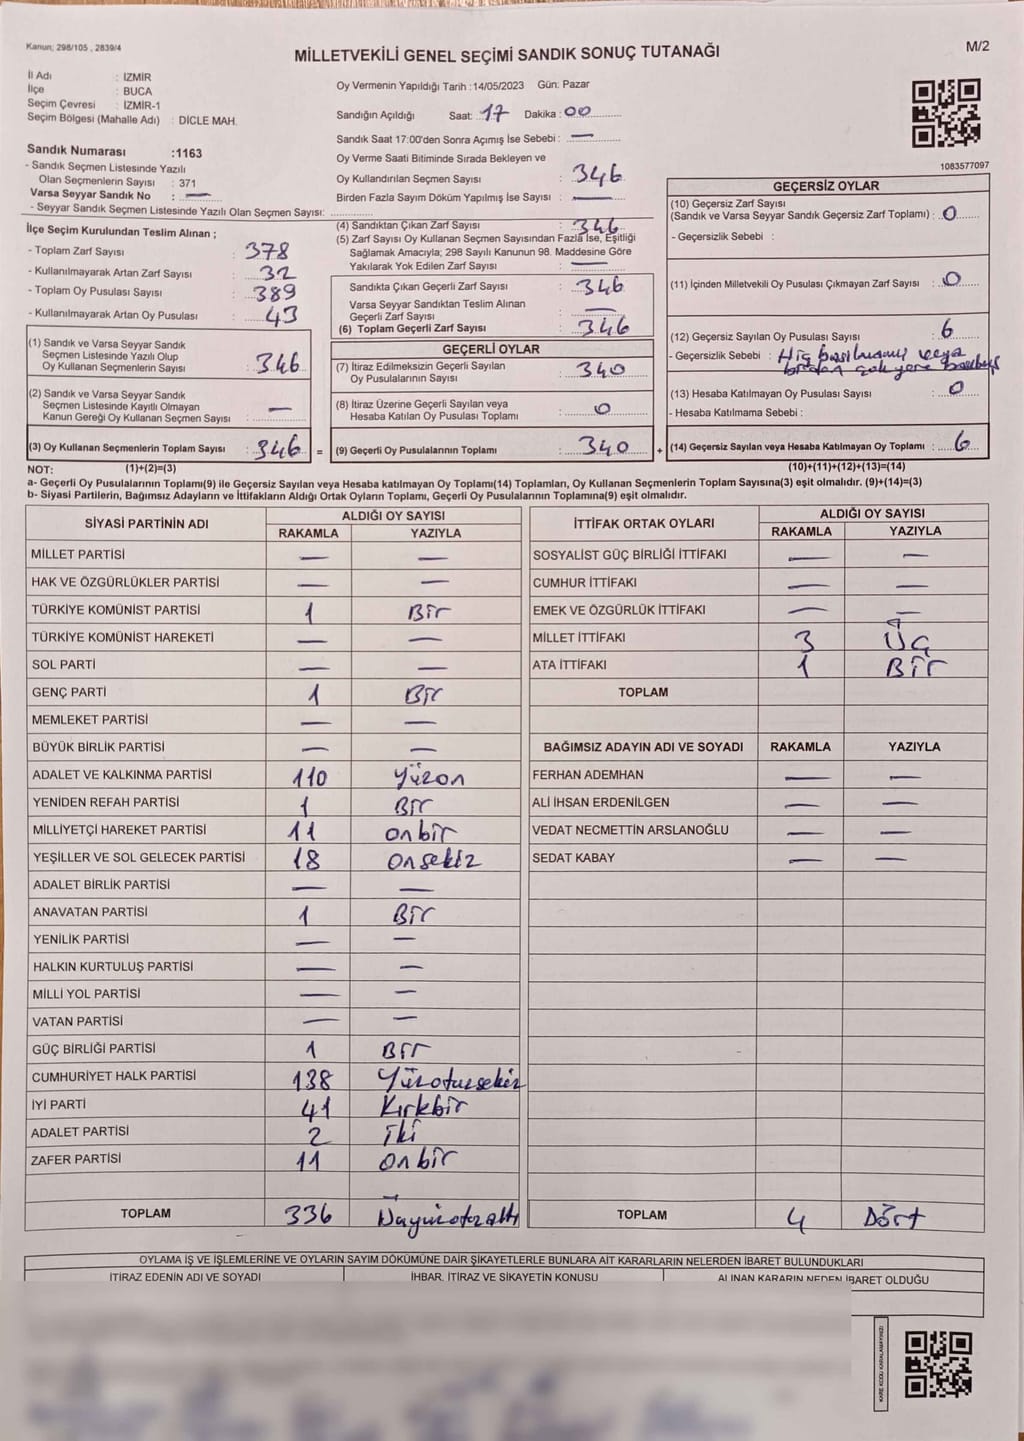 Kanun; 298/105 , 2839/4
MİLLETVEKİLİ GENEL SEÇİMİ SANDIK SONUÇ TUTANAĞI
M/2
İl Adı : İZMİR
İlçe : BUCA
Seçim Çevresi : İZMİR-1
Seçim Bölgesi (Mahalle Adı) : DİCLE MAH.
Oy Vermenin Yapıldığı Tarih :14/05/2023 Gün: Pazar
Sandığın Açıldığı Saat: 17 Dakika : 00
Sandık Saat 17:00'den Sonra Açımış İse Sebebi : —
Oy Verme Saati Bitiminde Sırada Bekleyen ve
Oy Kullandırılan Seçmen Sayısı : 346
Birden Fazla Sayım Döküm Yapılmış İse Sayısı : —
1083577097
Sandık Numarası :1163
- Sandık Seçmen Listesinde Yazılı
Olan Seçmenlerin Sayısı : 371
Varsa Seyyar Sandık No : —
- Seyyar Sandık Seçmen Listesinde Yazılı Olan Seçmen Sayısı:
İlçe Seçim Kurulundan Teslim Alınan ;
- Toplam Zarf Sayısı : 378
- Kullanılmayarak Artan Zarf Sayısı : 32
- Toplam Oy Pusulası Sayısı : 389
- Kullanılmayarak Artan Oy Pusulası : 43
(1) Sandık ve Varsa Seyyar Sandık
Seçmen Listesinde Yazılı Olup
Oy Kullanan Seçmenlerin Sayısı : 346
(2) Sandık ve Varsa Seyyar Sandık
Seçmen Listesinde Kayıtlı Olmayan
Kanun Gereği Oy Kullanan Seçmen Sayısı : —
(3) Oy Kullanan Seçmenlerin Toplam Sayısı : 346 =
(4) Sandıktan Çıkan Zarf Sayısı : 346
(5) Zarf Sayısı Oy Kullanan Seçmen Sayısından Fazla İse, Eşitliği
Sağlamak Amacıyla; 298 Sayılı Kanunun 98. Maddesine Göre
Yakılarak Yok Edilen Zarf Sayısı : —
Sandıkta Çıkan Geçerli Zarf Sayısı : 346
Varsa Seyyar Sandıktan Teslim Alınan
Geçerli Zarf Sayısı : —
(6) Toplam Geçerli Zarf Sayısı : 346
GEÇERLİ OYLAR
(7) İtiraz Edilmeksizin Geçerli Sayılan
Oy Pusulalarının Sayısı : 340
(8) İtiraz Üzerine Geçerli Sayılan veya
Hesaba Katılan Oy Pusulası Toplamı : 0
(9) Geçerli Oy Pusulalarının Toplamı : 340 +
GEÇERSİZ OYLAR
(10) Geçersiz Zarf Sayısı
(Sandık ve Varsa Seyyar Sandık Geçersiz Zarf Toplamı) : 0
- Geçersizlik Sebebi :
(11) İçinden Milletvekili Oy Pusulası Çıkmayan Zarf Sayısı : 0
(12) Geçersiz Sayılan Oy Pusulası Sayısı : 6
- Geçersizlik Sebebi : Hiç basılmamış veya
birden çok yere
(13) Hesaba Katılmayan Oy Pusulası Sayısı : 0
- Hesaba Katılmama Sebebi :
(14) Geçersiz Sayılan veya Hesaba Katılmayan Oy Toplamı : 6
NOT: (1)+(2)=(3) (10)+(11)+(12)+(13)=(14)
a- Geçerli Oy Pusulalarının Toplamı(9) ile Geçersiz Sayılan veya Hesaba katılmayan Oy Toplamı(14) Toplamları, Oy Kullanan Seçmenlerin Toplam Sayısına(3) eşit olmalıdır. (9)+(14)=(3)
b- Siyasi Partilerin, Bağımsız Adayların ve İttifakların Aldığı Ortak Oyların Toplamı, Geçerli Oy Pusulalarının Toplamına(9) eşit olmalıdır.
SİYASİ PARTİNİN ADI ALDIĞI OY SAYISI
RAKAMLA YAZIYLA
MİLLET PARTİSİ — —
HAK VE ÖZGÜRLÜKLER PARTİSİ — —
TÜRKİYE KOMÜNİST PARTİSİ 1 Bir
TÜRKİYE KOMÜNİST HAREKETİ — —
SOL PARTİ — —
GENÇ PARTİ 1 Bir
MEMLEKET PARTİSİ — —
BÜYÜK BİRLİK PARTİSİ — —
ADALET VE KALKINMA PARTİSİ 110 Yüzon
YENİDEN REFAH PARTİSİ 1 Bir
MİLLİYETÇİ HAREKET PARTİSİ 11 onbir
YEŞİLLER VE SOL GELECEK PARTİSİ 18 onsekiz
ADALET BİRLİK PARTİSİ — —
ANAVATAN PARTİSİ 1 Bir
YENİLİK PARTİSİ — —
HALKIN KURTULUŞ PARTİSİ — —
MİLLİ YOL PARTİSİ — —
VATAN PARTİSİ — —
GÜÇ BİRLİĞİ PARTİSİ 1 Bir
CUMHURİYET HALK PARTİSİ 138 Yüzotuzsekiz
İYİ PARTİ 41 Kırkbir
ADALET PARTİSİ 2 İki
ZAFER PARTİSİ 11 Onbir
TOPLAM 336 Üçyüzotuzaltı
İTTİFAK ORTAK OYLARI ALDIĞI OY SAYISI
RAKAMLA YAZIYLA
SOSYALİST GÜÇ BİRLİĞİ İTTİFAKI — —
CUMHUR İTTİFAKI — —
EMEK VE ÖZGÜRLÜK İTTİFAKI — —
MİLLET İTTİFAKI 3 Üç
ATA İTTİFAKI 1 Bir
TOPLAM
BAĞIMSIZ ADAYIN ADI VE SOYADI RAKAMLA YAZIYLA
FERHAN ADEMHAN — —
ALİ İHSAN ERDENİLGEN — —
VEDAT NECMETTİN ARSLANOĞLU — —
SEDAT KABAY — —
TOPLAM 4 Dört
OYLAMA İŞ VE İŞLEMLERİNE VE OYLARIN SAYIM DÖKÜMÜNE DAİR ŞİKAYETLERLE BUNLARA AİT KARARLARIN NELERDEN İBARET BULUNDUKLARI
İTİRAZ EDENİN ADI VE SOYADI İHBAR, İTİRAZ VE ŞİKAYETİN KONUSU ALINAN KARARIN NEDEN İBARET OLDUĞU
KARE KODU KARALAMAYINIZ!